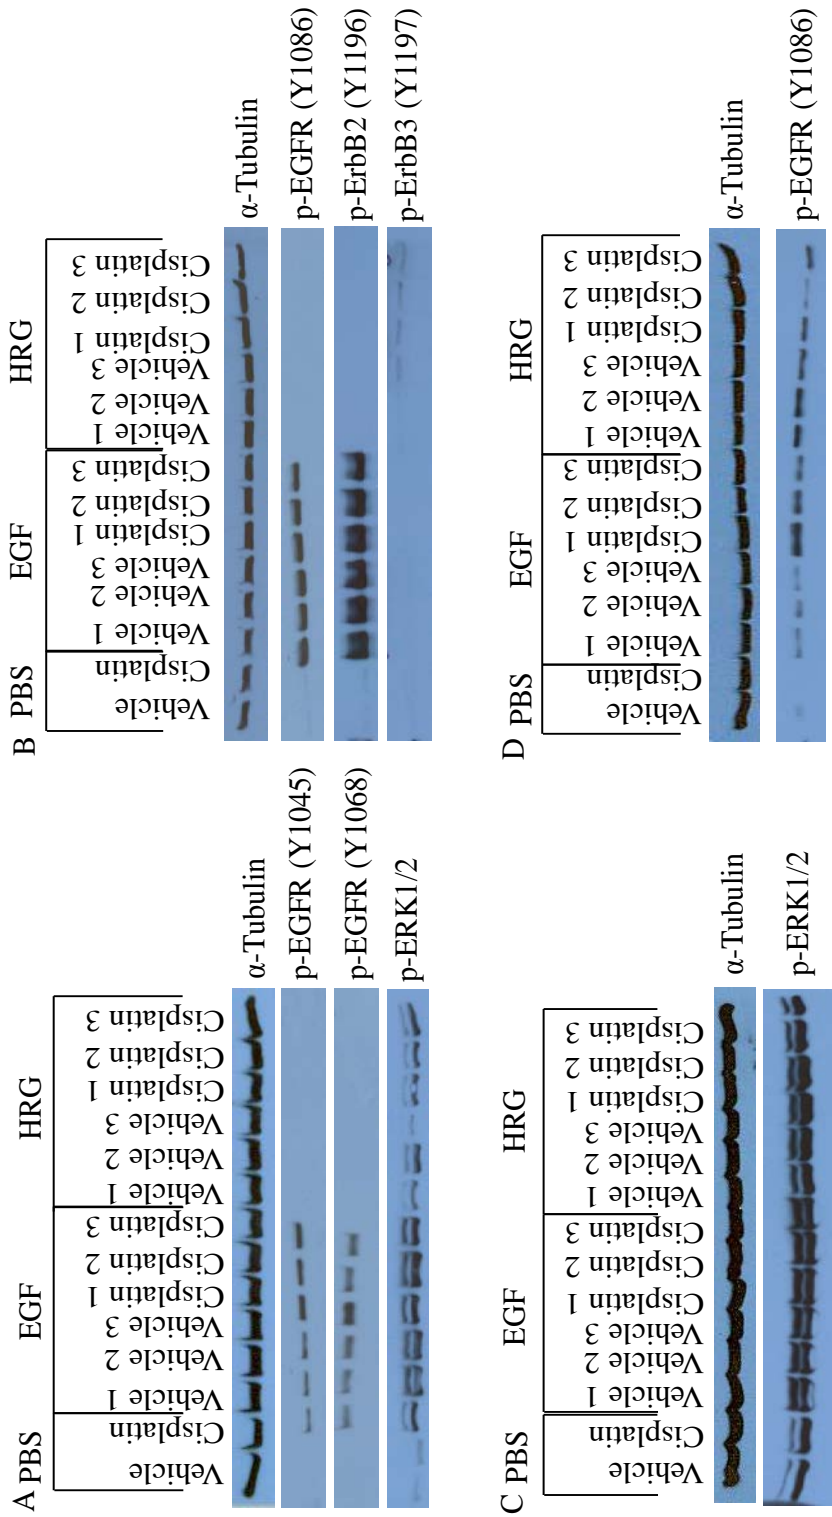 A
PBS
EGF
HRG
Vehicle
Cisplatin
Vehicle 1
Vehicle 2
Vehicle 3
Cisplatin 1
Cisplatin 2
Cisplatin 3
Vehicle 1
Vehicle 2
Vehicle 3
Cisplatin 1
Cisplatin 2
Cisplatin 3
α-Tubulin
p-EGFR (Y1045)
p-EGFR (Y1068)
p-ERK1/2
B
PBS
EGF
HRG
Vehicle
Cisplatin
Vehicle 1
Vehicle 2
Vehicle 3
Cisplatin 1
Cisplatin 2
Cisplatin 3
Vehicle 1
Vehicle 2
Vehicle 3
Cisplatin 1
Cisplatin 2
Cisplatin 3
α-Tubulin
p-EGFR (Y1086)
p-ErbB2 (Y1196)
p-ErbB3 (Y1197)
C
PBS
EGF
HRG
Vehicle
Cisplatin
Vehicle 1
Vehicle 2
Vehicle 3
Cisplatin 1
Cisplatin 2
Cisplatin 3
Vehicle 1
Vehicle 2
Vehicle 3
Cisplatin 1
Cisplatin 2
Cisplatin 3
α-Tubulin
p-ERK1/2
D
PBS
EGF
HRG
Vehicle
Cisplatin
Vehicle 1
Vehicle 2
Vehicle 3
Cisplatin 1
Cisplatin 2
Cisplatin 3
Vehicle 1
Vehicle 2
Vehicle 3
Cisplatin 1
Cisplatin 2
Cisplatin 3
α-Tubulin
p-EGFR (Y1086)